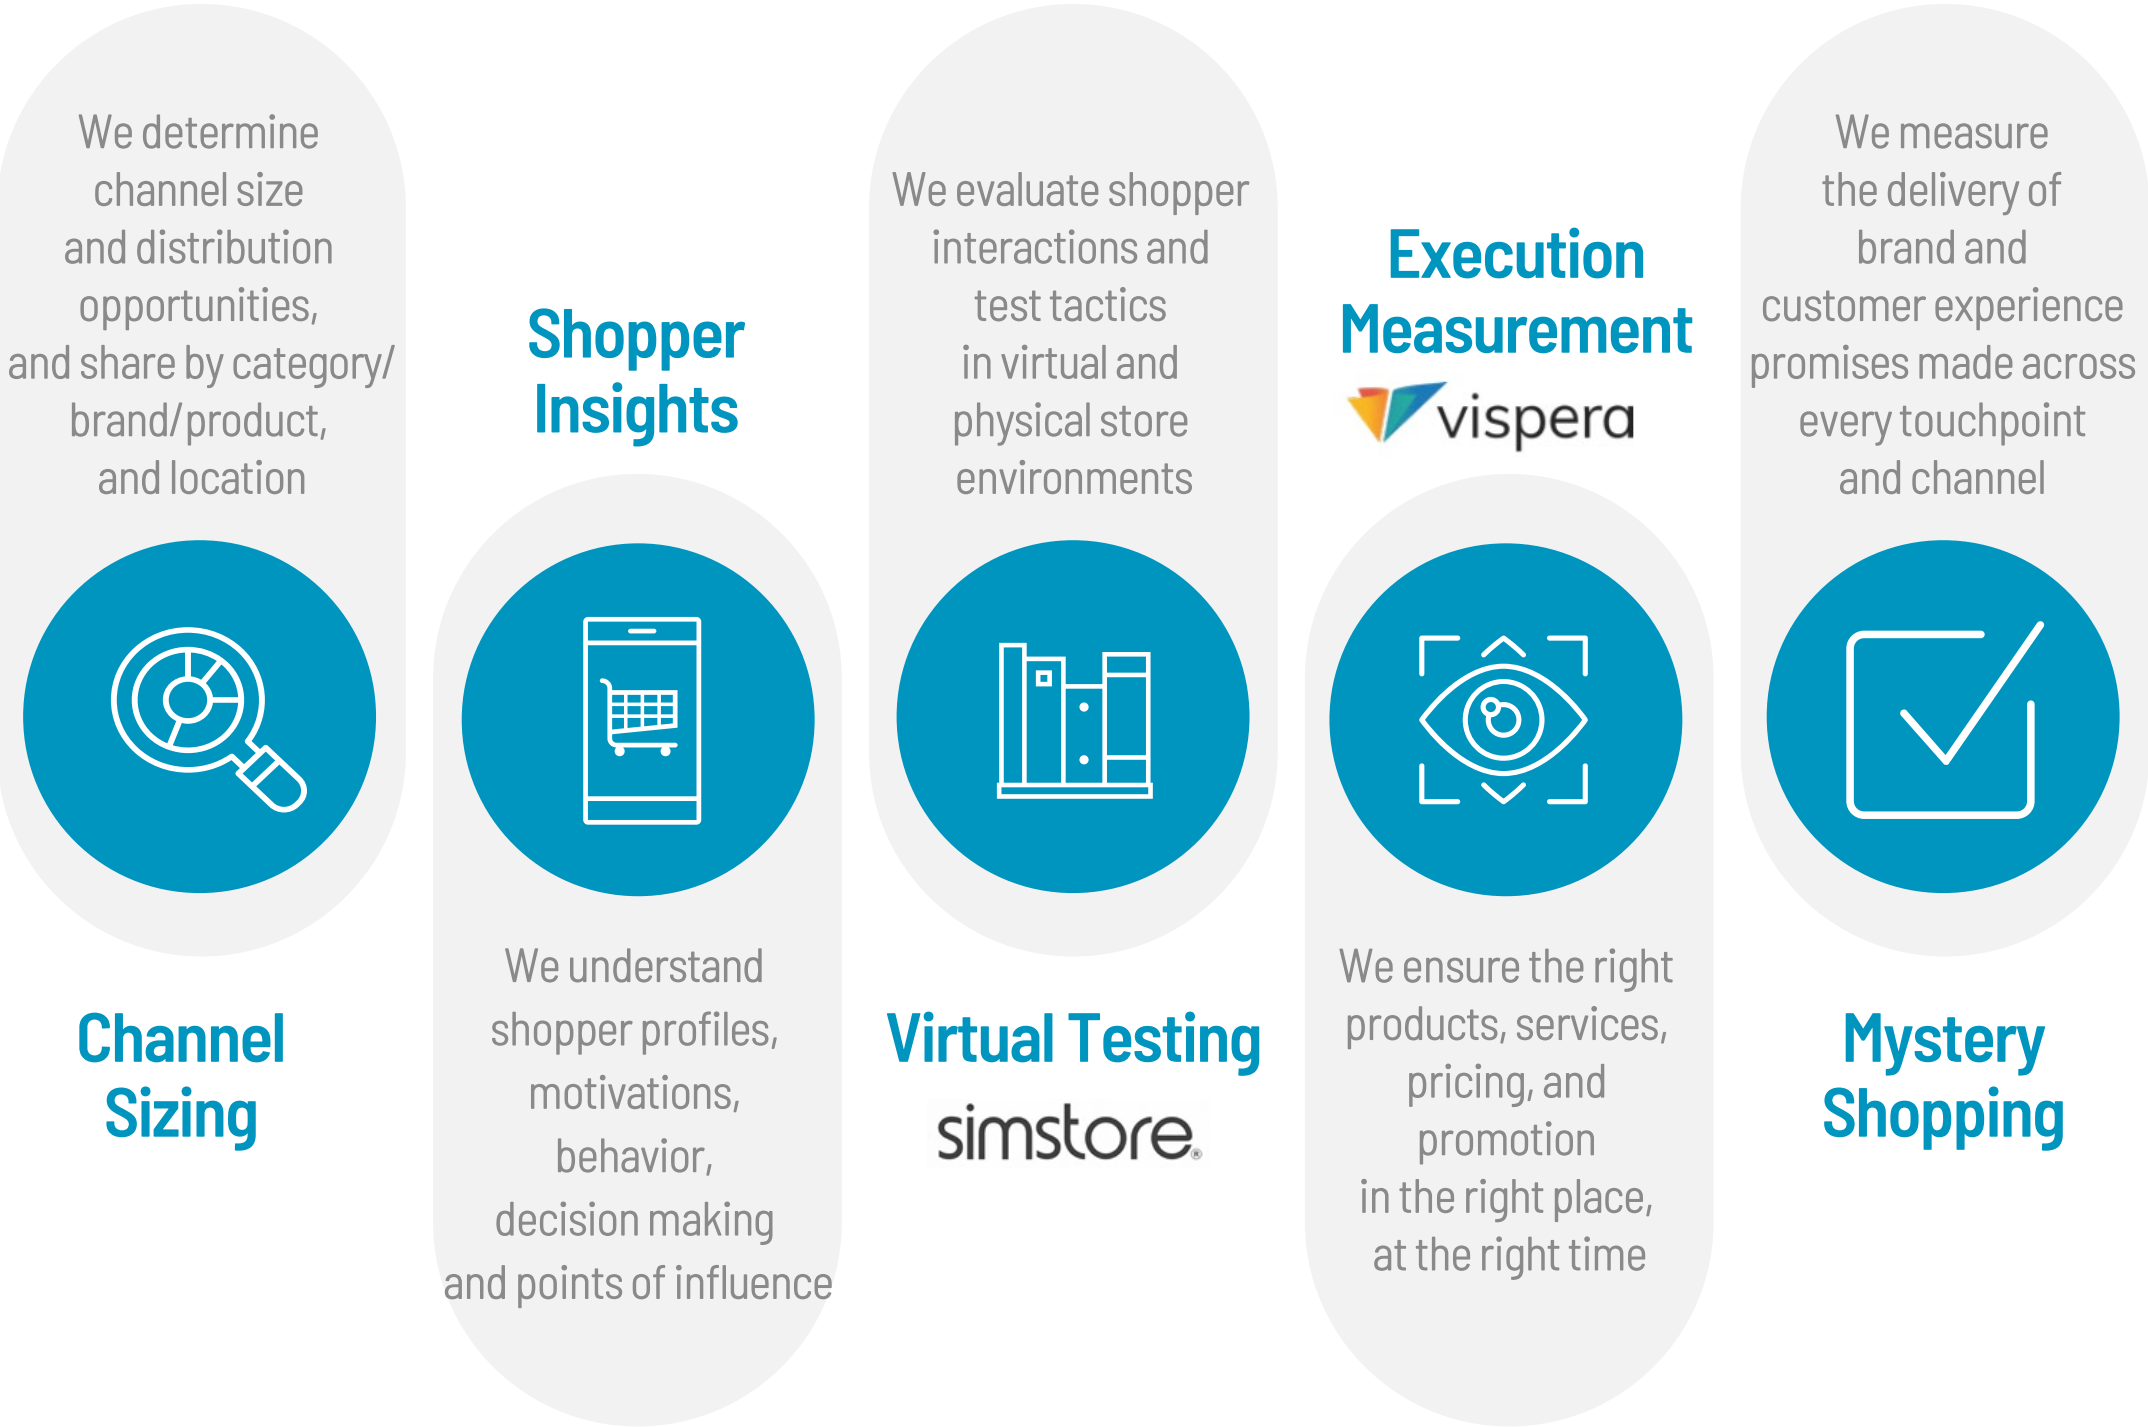 We determine
channel size
and distribution
opportunities,
and share by category/
brand/product,
and location
Channel
Sizing
Shopper
Insights
We understand
shopper profiles,
motivations,
behavior,
decision making
and points of influence
We evaluate shopper
interactions and
test tactics
in virtual and
physical store
environments
Virtual Testing
simstore®
Execution
Measurement
vispera
We ensure the right
products, services,
pricing, and
promotion
in the right place,
at the right time
We measure
the delivery of
brand and
customer experience
promises made across
every touchpoint
and channel
Mystery
Shopping